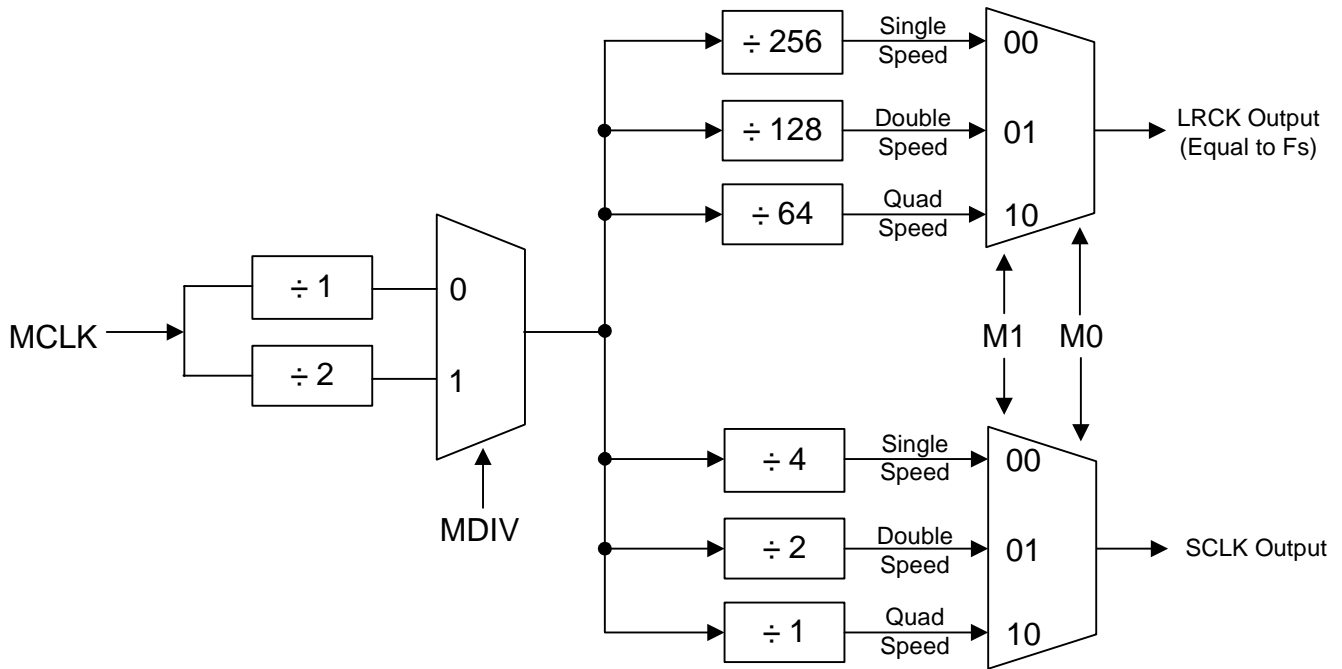 MCLK
÷ 1
÷ 2
0
1
MDIV
÷ 256
Single
Speed
00
÷ 128
Double
Speed
01
÷ 64
Quad
Speed
10
LRCK Output
(Equal to Fs)
M1
M0
÷ 4
Single
Speed
00
÷ 2
Double
Speed
01
÷ 1
Quad
Speed
10
SCLK Output